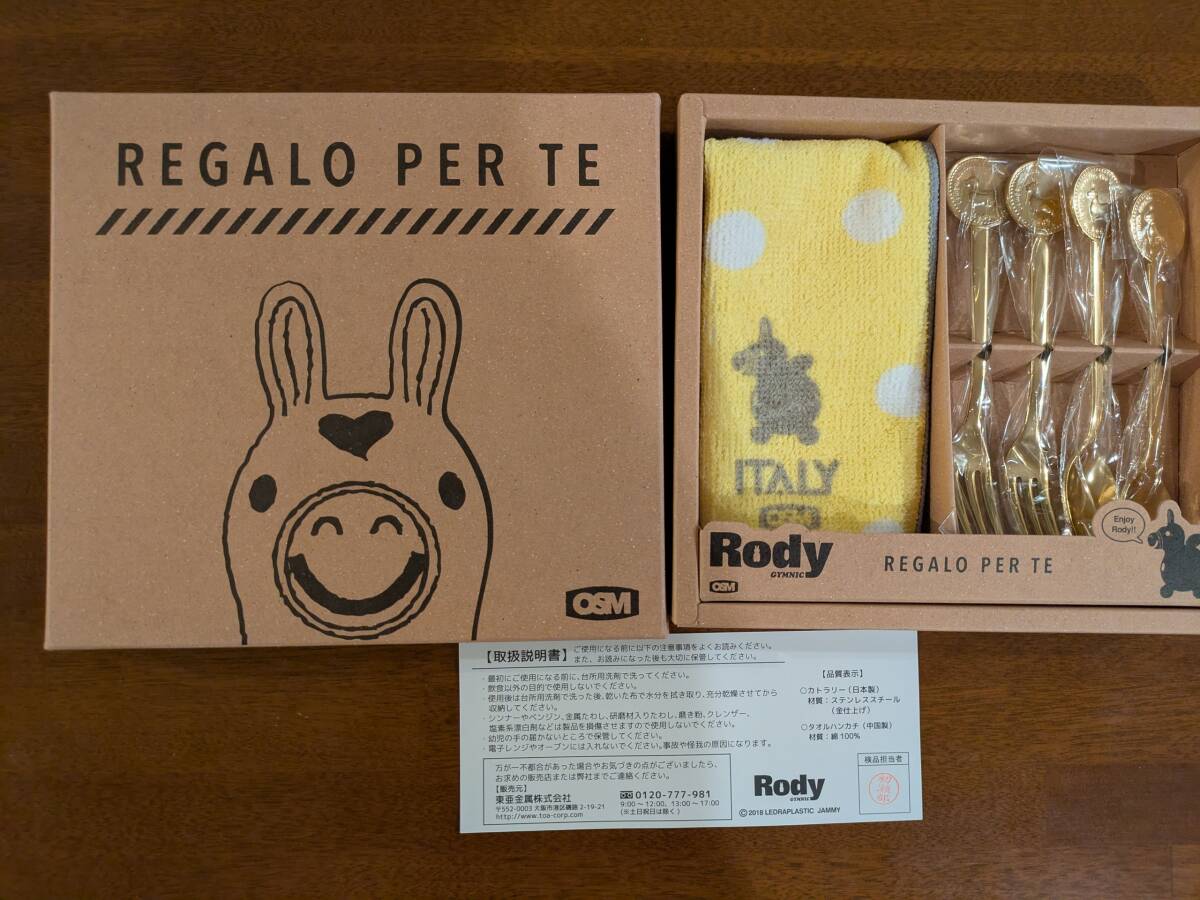 REGALO PER TE
OSM
ITALY
Enjoy
Rody!!
Rody
GYMNIC
OSM
REGALO PER TE
【取扱説明書】
ご使用になる前に以下の注意事項をよくお読みください。
また、お読みになった後も大切に保管してください。
・最初にご使用になる前に、台所用洗剤で洗ってください。
・飲食以外の目的で使用しないでください。
・使用後は台所用洗剤で洗った後、乾いた布で水分を拭き取り、充分乾燥させてから
収納してください。
・シンナーやベンジン、金属たわし、研磨材入りたわし、磨き粉、クレンザー、
塩素系漂白剤などは製品を損傷させますので使用しないでください。
・幼児の手の届かないところで保管してください。
・電子レンジやオーブンには入れないでください。事故や怪我の原因になります。
【品質表示】
○カトラリー（日本製）
材質：ステンレススチール
（金仕上げ）
○タオルハンカチ（中国製）
材質：綿100%
万が一不都合があった場合やお気づきの点がございましたら、
お求めの販売店または弊社までご連絡ください。
【販売元】
東亜金属株式会社
〒552-0003 大阪市港区磯路 2-19-21
http://www.toa-corp.com
0120-777-981
9:00～12:00、13:00～17:00
（※土日祝日は除く）
Rody
GYMNIC
©2018 LEDRAPLASTIC JAMMY
検品担当者